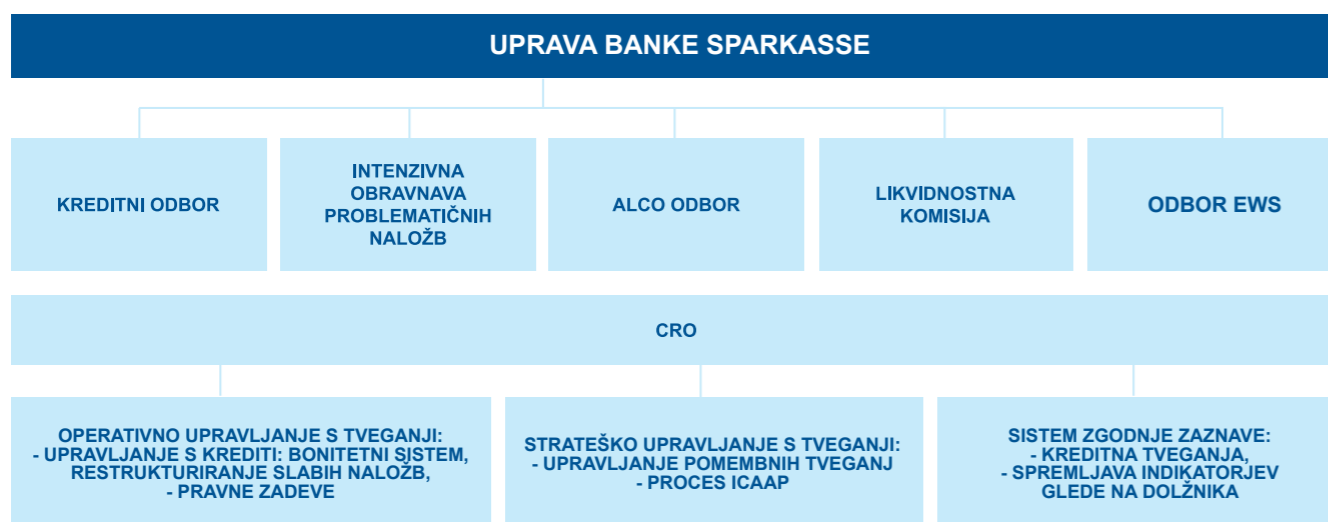 UPRAVA BANKE SPARKASSE
KREDITNI ODBOR
INTENZIVNA
OBRAVNAVA
PROBLEMATIČNIH
NALOŽB
ALCO ODBOR
LIKVIDNOSTNA
KOMISIJA
ODBOR EWS
CRO
OPERATIVNO UPRAVLJANJE S TVEGANJI:
- UPRAVLJANJE S KREDITI: BONITETNI SISTEM,
RESTRUKTURIRANJE SLABIH NALOŽB,
- PRAVNE ZADEVE
STRATEŠKO UPRAVLJANJE S TVEGANJI:
- UPRAVLJANJE POMEMBNIH TVEGANJ
- PROCES ICAAP
SISTEM ZGODNJE ZAZNAVE:
- KREDITNA TVEGANJA,
- SPREMLJAVA INDIKATORJEV
GLEDE NA DOLŽNIKA